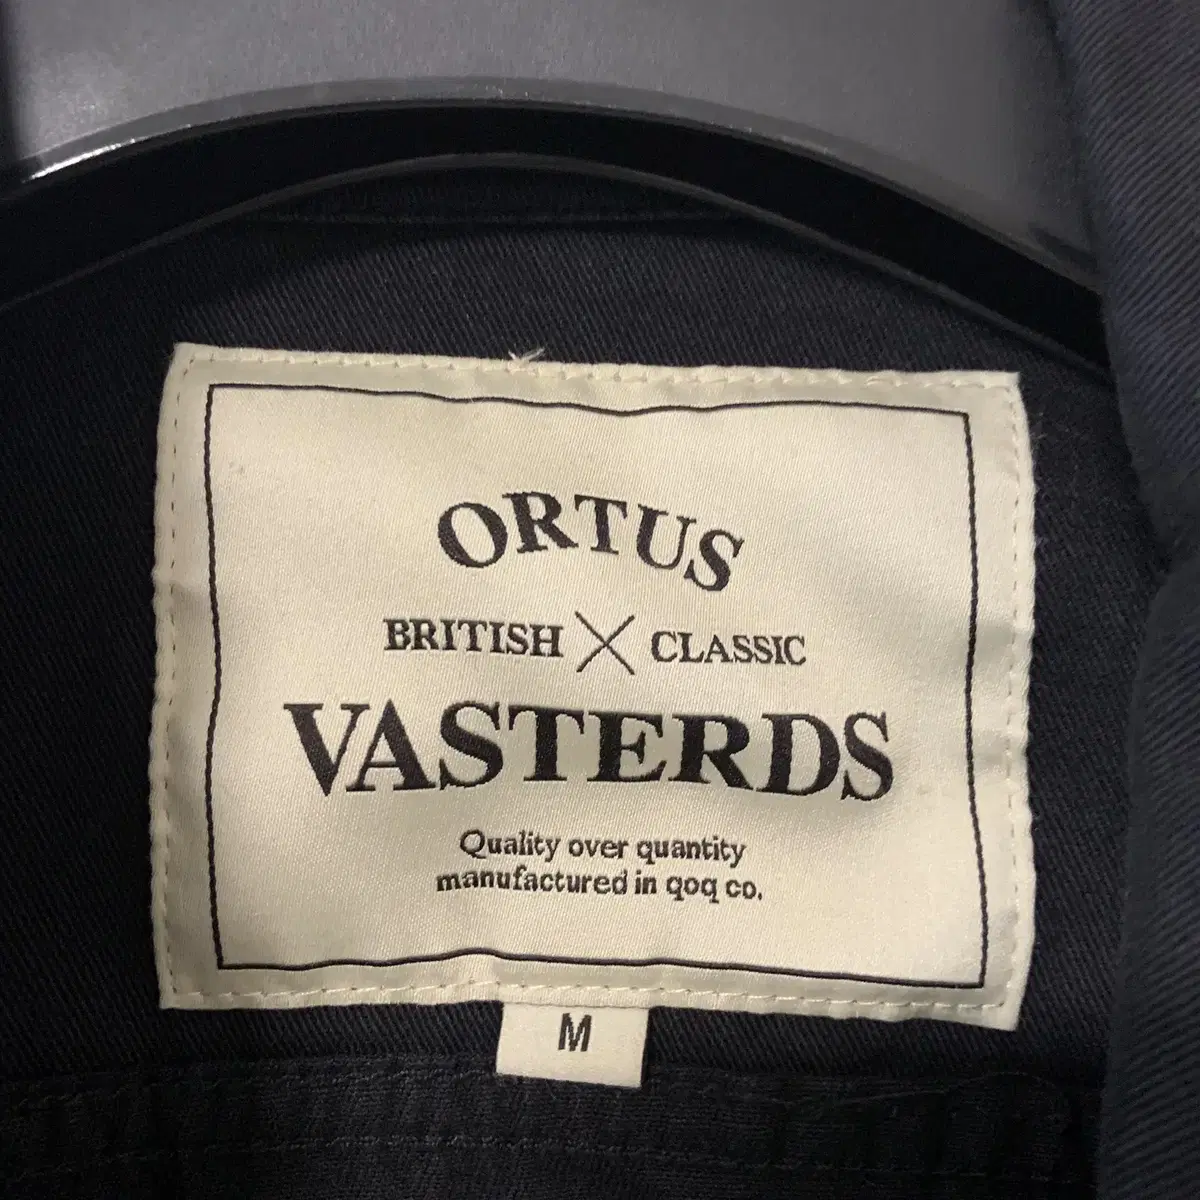 ORTUS
BRITISH X CLASSIC
VASTERDS
Quality over quantity
manufactured in qoq co.
M